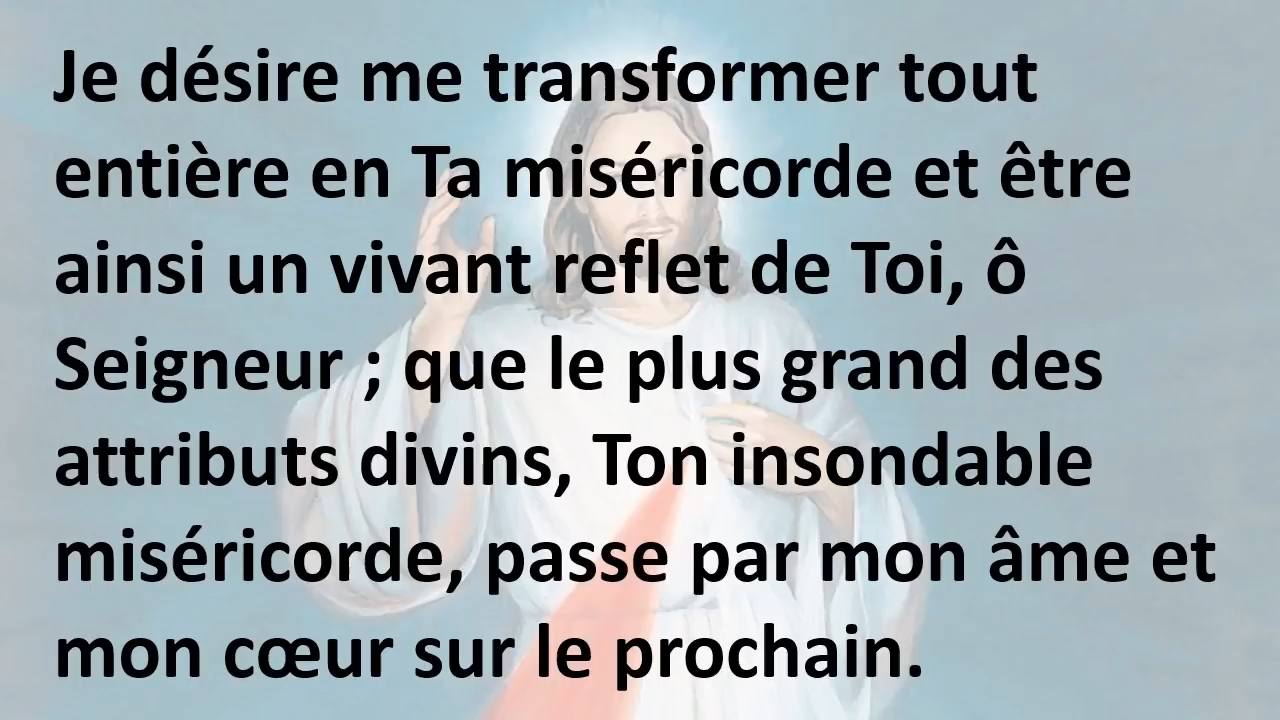 Je désire me transformer tout
entière en Ta miséricorde et être
ainsi un vivant reflet de Toi, ô
Seigneur ; que le plus grand des
attributs divins, Ton insondable
miséricorde, passe par mon âme et
mon cœur sur le prochain.